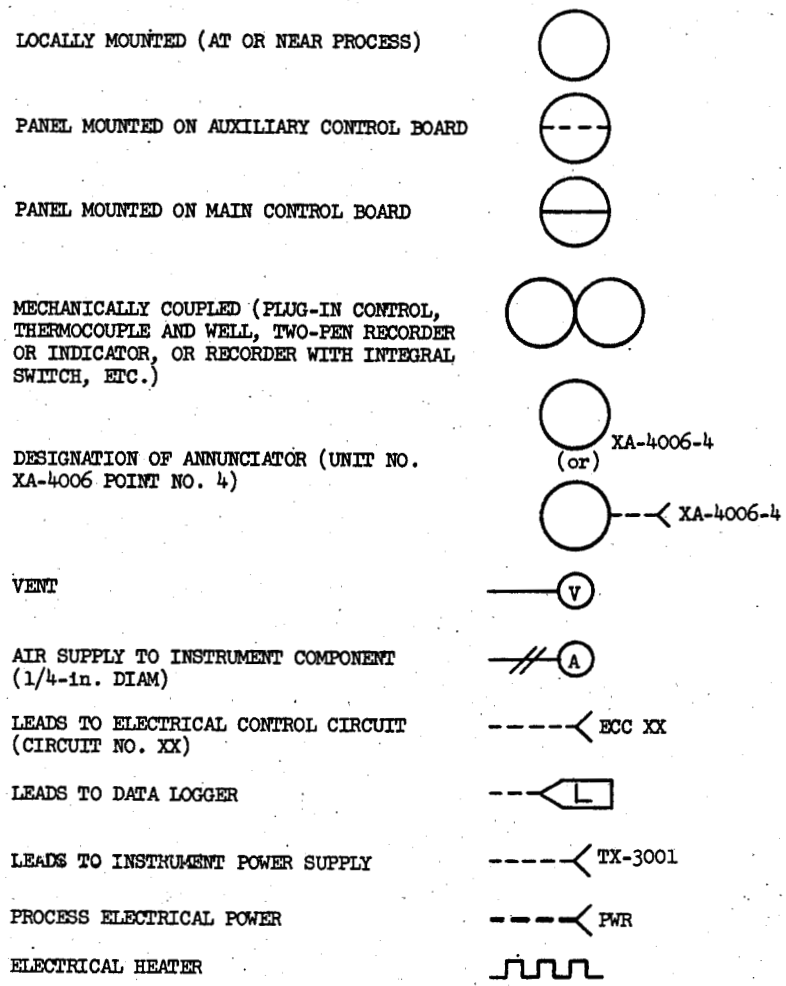 LOCALLY MOUNTED (AT OR NEAR PROCESS)
PANEL MOUNTED ON AUXILIARY CONTROL BOARD
PANEL MOUNTED ON MAIN CONTROL BOARD
MECHANICALLY COUPLED (PLUG-IN CONTROL,
THERMOCOUPLE AND WELL, TWO-PEN RECORDER
OR INDICATOR, OR RECORDER WITH INTEGRAL
SWITCH, ETC.)
XA-4006-4
(or)
DESIGNATION OF ANNUNCIATOR (UNIT NO.
XA-4006 POINT NO. 4)
XA-4006-4
VENT
V
AIR SUPPLY TO INSTRUMENT COMPONENT
(1/4-in. DIAM)
A
LEADS TO ELECTRICAL CONTROL CIRCUIT
(CIRCUIT NO. XX)
ECC XX
LEADS TO DATA LOGGER
L
LEADS TO INSTRUMENT POWER SUPPLY
TX-3001
PROCESS ELECTRICAL POWER
PWR
ELECTRICAL HEATER